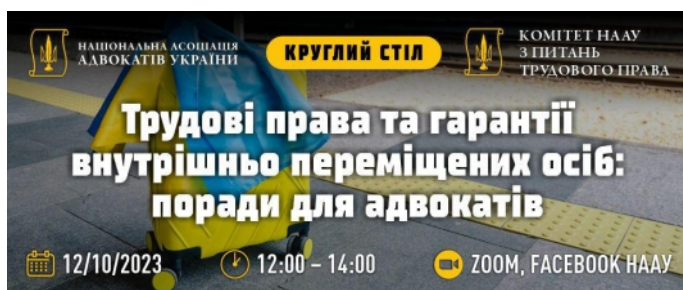 НАЦІОНАЛЬНА АСОЦІАЦІЯ
АДВОКАТІВ УКРАЇНИ
КРУГЛИЙ СТІЛ
КОМІТЕТ НААУ
З ПИТАНЬ
ТРУДОВОГО ПРАВА
Трудові права та гарантії
внутрішньо переміщених осіб:
поради для адвокатів
12/10/2023
12:00 – 14:00
ZOOM, FACEBOOK НААУ